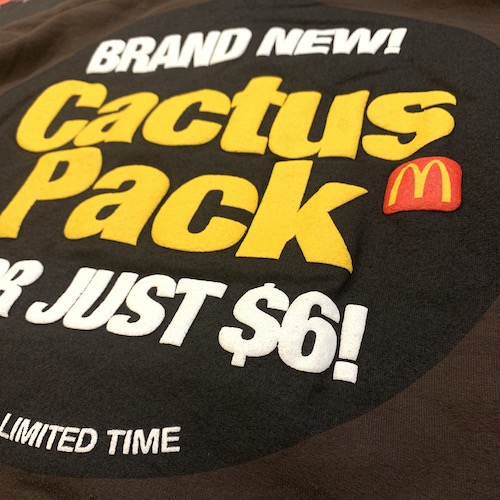 BRAND NEW!
Cactus
Pack
JUST $6!
LIMITED TIME